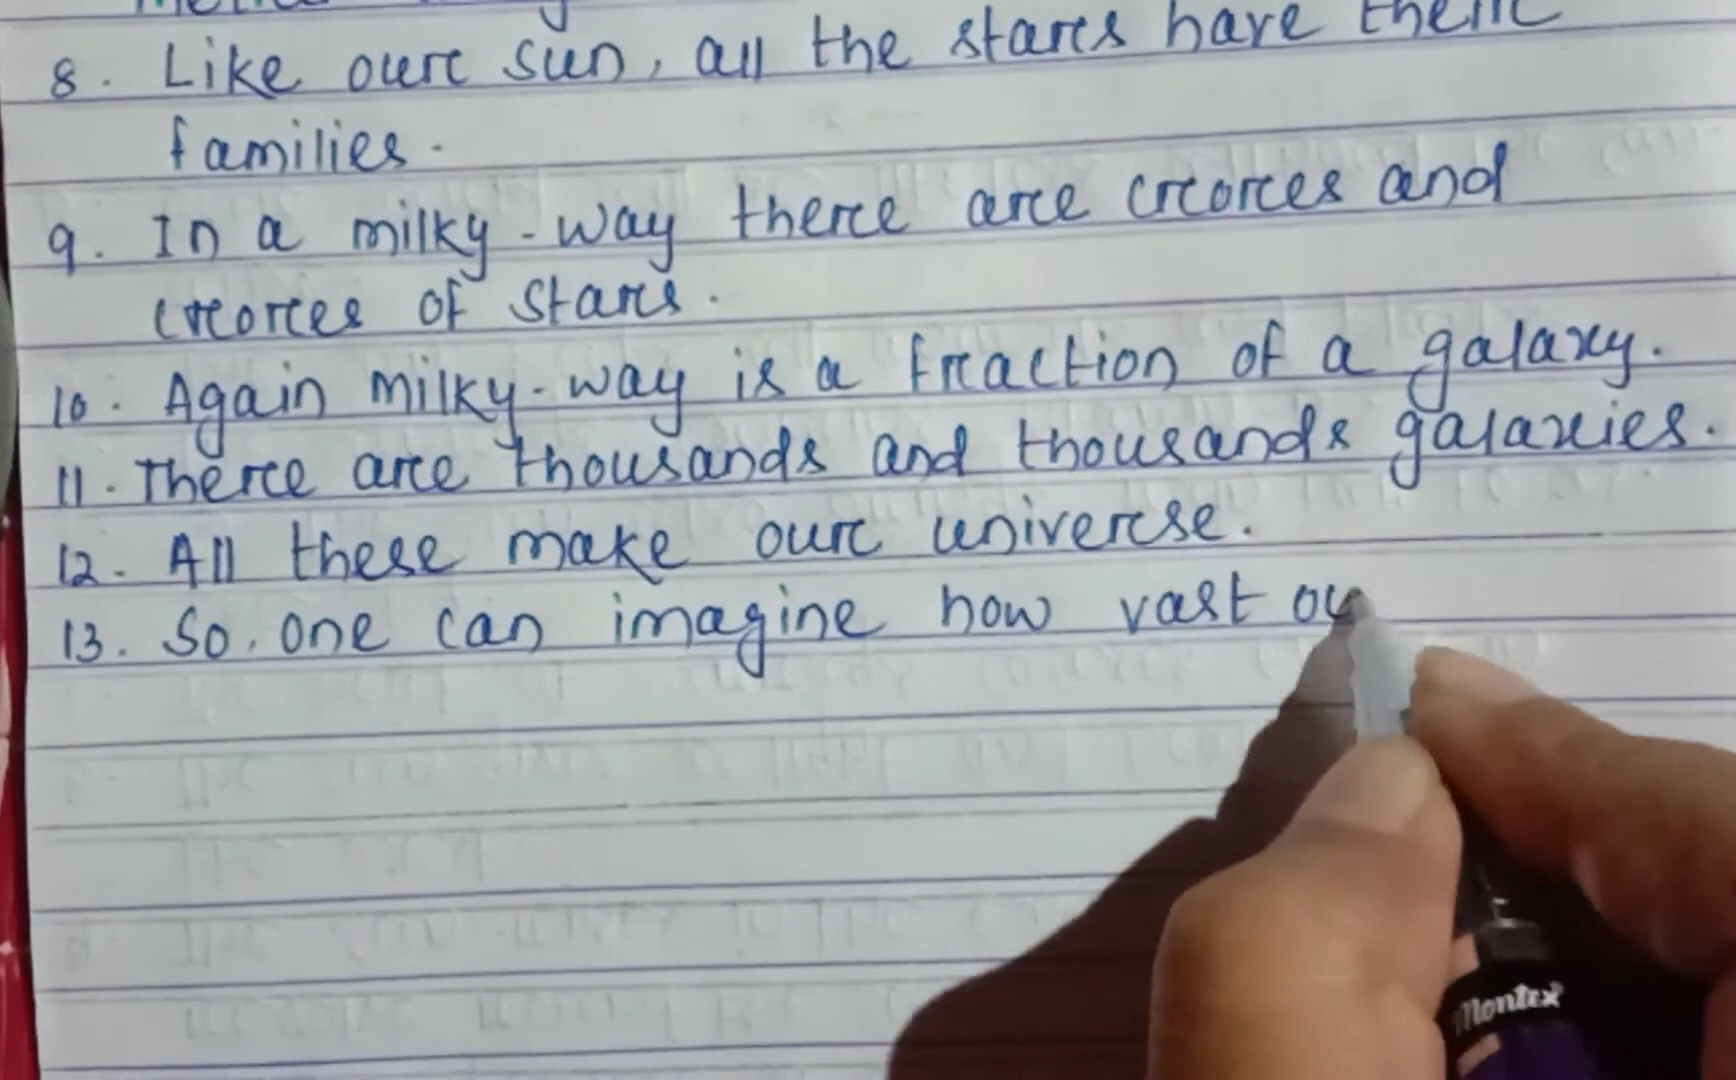 8. Like our sun, all the stars have their
families.
9. In a milky-way there are crores and
crores of stars.
10. Again milky-way is a fraction of a galaxy.
11. There are thousands and thousands galaxies.
12. All these make our universe.
13. So, one can imagine how vast ou
Montex